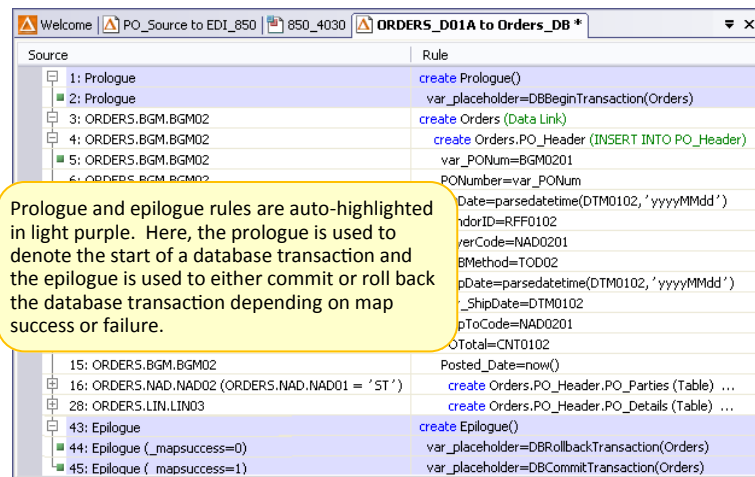 Welcome PO_Source to EDI_850 850_4030 ORDERS_D01A to Orders_DB *
Source Rule
1: Prologue create Prologue()
2: Prologue var_placeholder=DBBeginTransaction(Orders)
3: ORDERS.BGM.BGM02 create Orders (Data Link)
4: ORDERS.BGM.BGM02 create Orders.PO_Header (INSERT INTO PO_Header)
5: ORDERS.BGM.BGM02 var_PONum=BGM0201
6: ORDERS.BGM.BGM02 PONumber=var_PONum
Date=parsedatetime(DTM0102,'yyyyMMdd')
ndorID=RFF0102
yerCode=NAD0201
BMethod=TOD02
pDate=parsedatetime(DTM0102,'yyyyMMdd')
_ShipDate=DTM0102
pToCode=NAD0201
OTotal=CNT0102
Prologue and epilogue rules are auto-highlighted
in light purple. Here, the prologue is used to
denote the start of a database transaction and
the epilogue is used to either commit or roll back
the database transaction depending on map
success or failure.
15: ORDERS.BGM.BGM02 Posted_Date=now()
16: ORDERS.NAD.NAD02 (ORDERS.NAD.NAD01 = 'ST') create Orders.PO_Header.PO_Parties (Table) ...
28: ORDERS.LIN.LIN03 create Orders.PO_Header.PO_Details (Table) ...
43: Epilogue create Epilogue()
44: Epilogue (_mapsuccess=0) var_placeholder=DBRollbackTransaction(Orders)
45: Epilogue (_mapsuccess=1) var_placeholder=DBCommitTransaction(Orders)